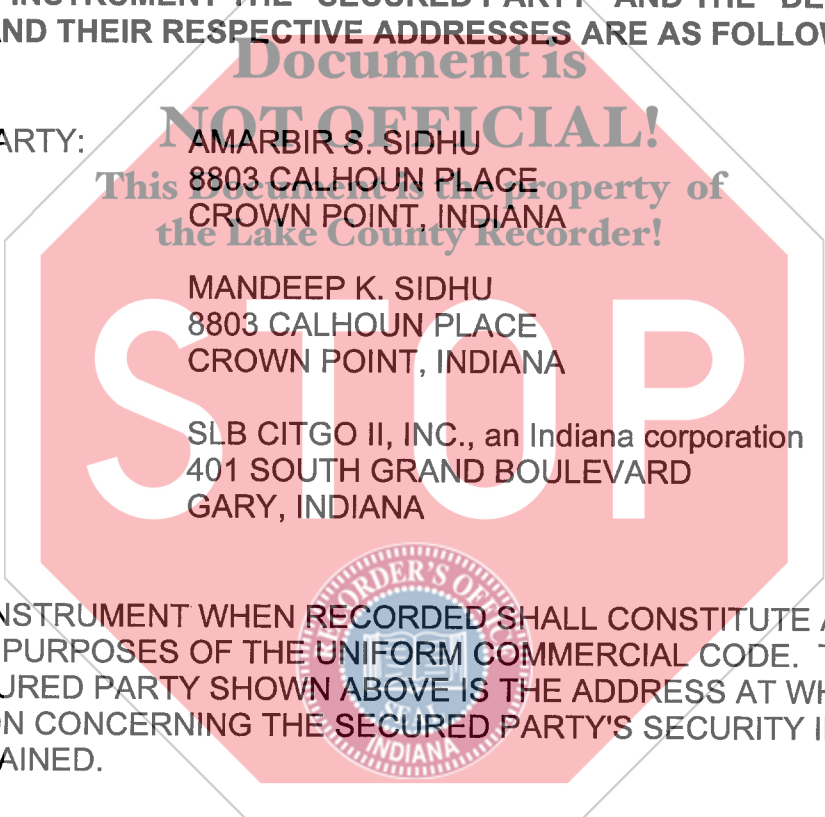 INSTRUMENT THE "SECURED PARTY" AND THE "DE
AND THEIR RESPECTIVE ADDRESSES ARE AS FOLLOW
Document is
NOT OFFICIAL!
This Document is the property of
the Lake County Recorder!
ARTY: AMARBIR S. SIDHU
8803 CALHOUN PLACE
CROWN POINT, INDIANA
MANDEEP K. SIDHU
8803 CALHOUN PLACE
CROWN POINT, INDIANA
STOP
SLB CITGO II, INC., an Indiana corporation
401 SOUTH GRAND BOULEVARD
GARY, INDIANA
RECORDER'S OFFICE
SEAL
INDIANA
NSTRUMENT WHEN RECORDED SHALL CONSTITUTE A
PURPOSES OF THE UNIFORM COMMERCIAL CODE. T
URED PARTY SHOWN ABOVE IS THE ADDRESS AT WH
N CONCERNING THE SECURED PARTY'S SECURITY I
AINED.